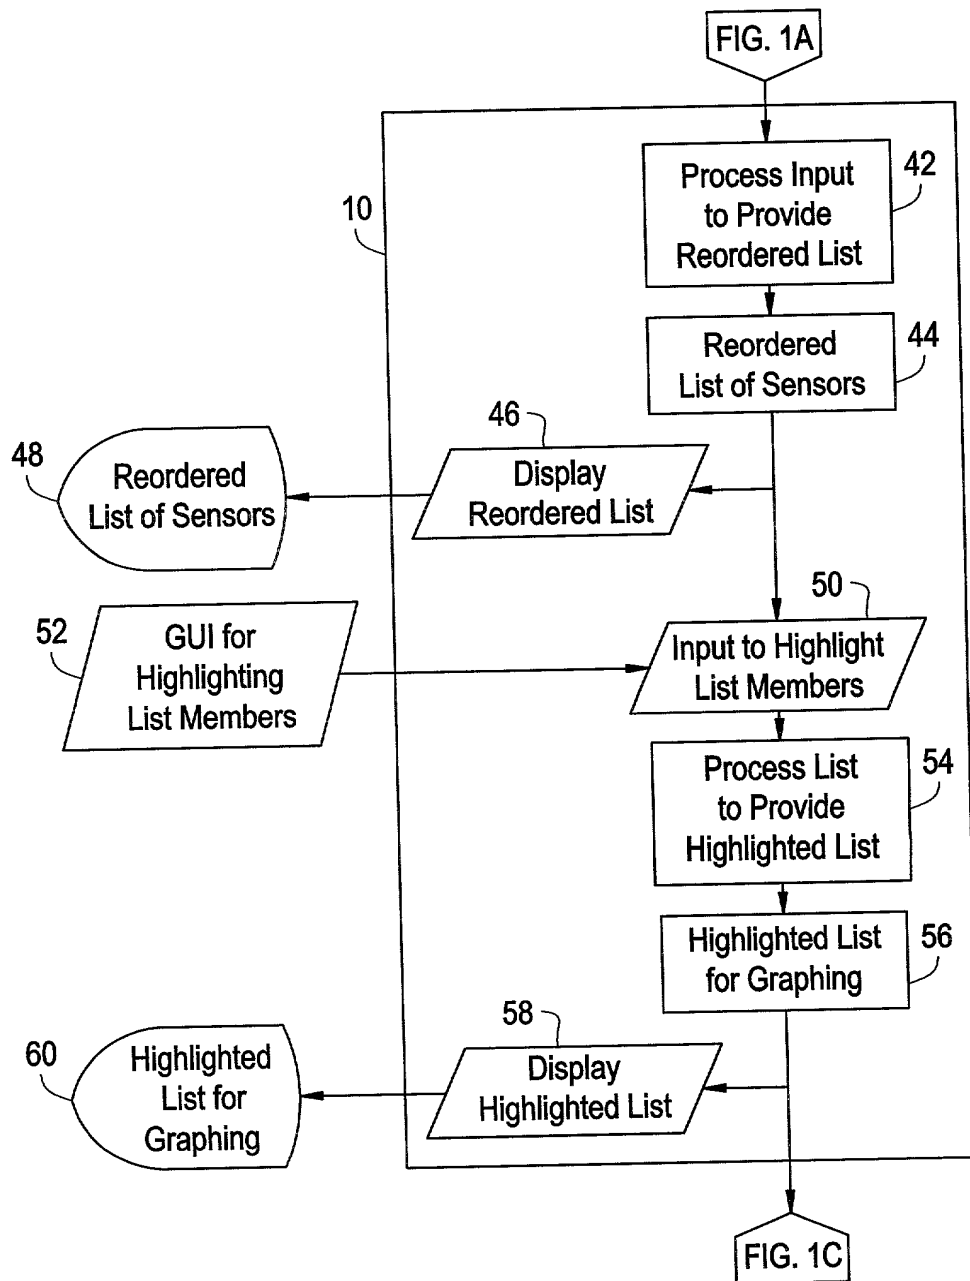 FIG. 1A
10
Process Input
to Provide
Reordered List
42
Reordered
List of Sensors
44
46
Display
Reordered List
48
Reordered
List of Sensors
50
Input to Highlight
List Members
52
GUI for
Highlighting
List Members
Process List
to Provide
Highlighted List
54
Highlighted List
for Graphing
56
58
Display
Highlighted List
60
Highlighted
List for
Graphing
FIG. 1C